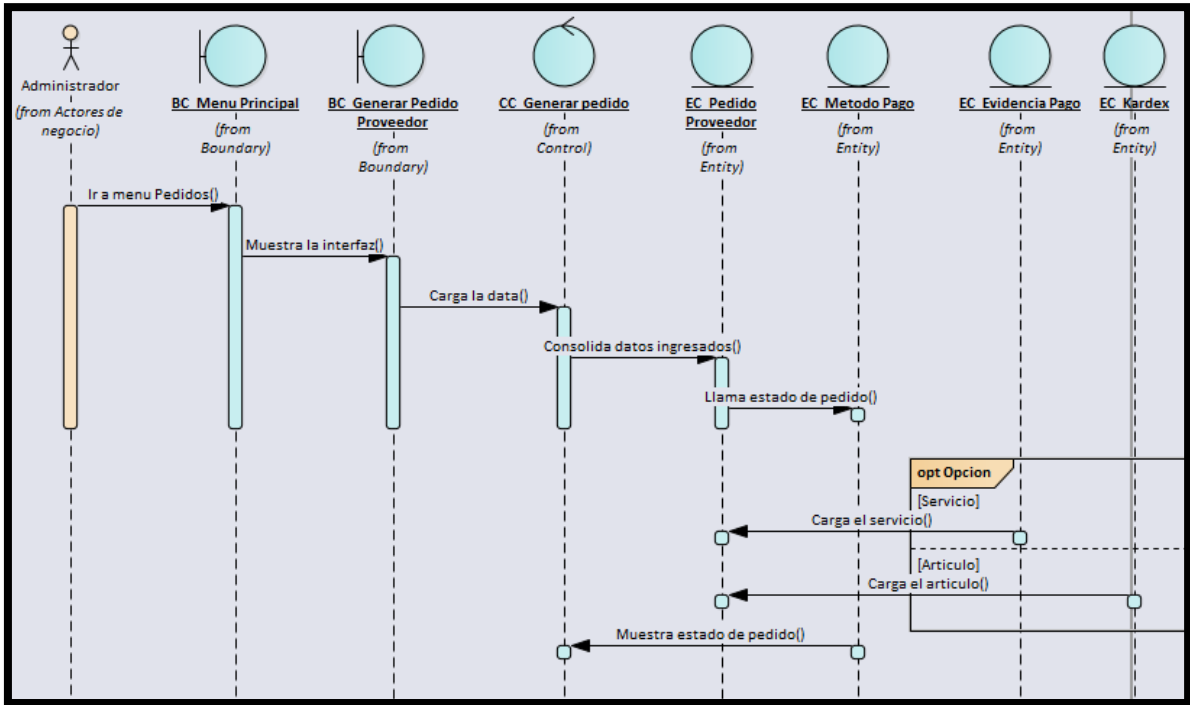 Administrador
(from Actores de
negocio)
BC_Menu Principal
(from
Boundary)
BC_Generar Pedido
Proveedor
(from
Boundary)
CC_Generar pedido
(from
Control)
EC_Pedido
Proveedor
(from
Entity)
EC_Metodo Pago
(from
Entity)
EC_Evidencia Pago
(from
Entity)
EC_Kardex
(from
Entity)
Ir a menu Pedidos()
Muestra la interfaz()
Carga la data()
Consolida datos ingresados()
Llama estado de pedido()
opt Opcion
[Servicio]
Carga el servicio()
[Articulo]
Carga el articulo()
Muestra estado de pedido()